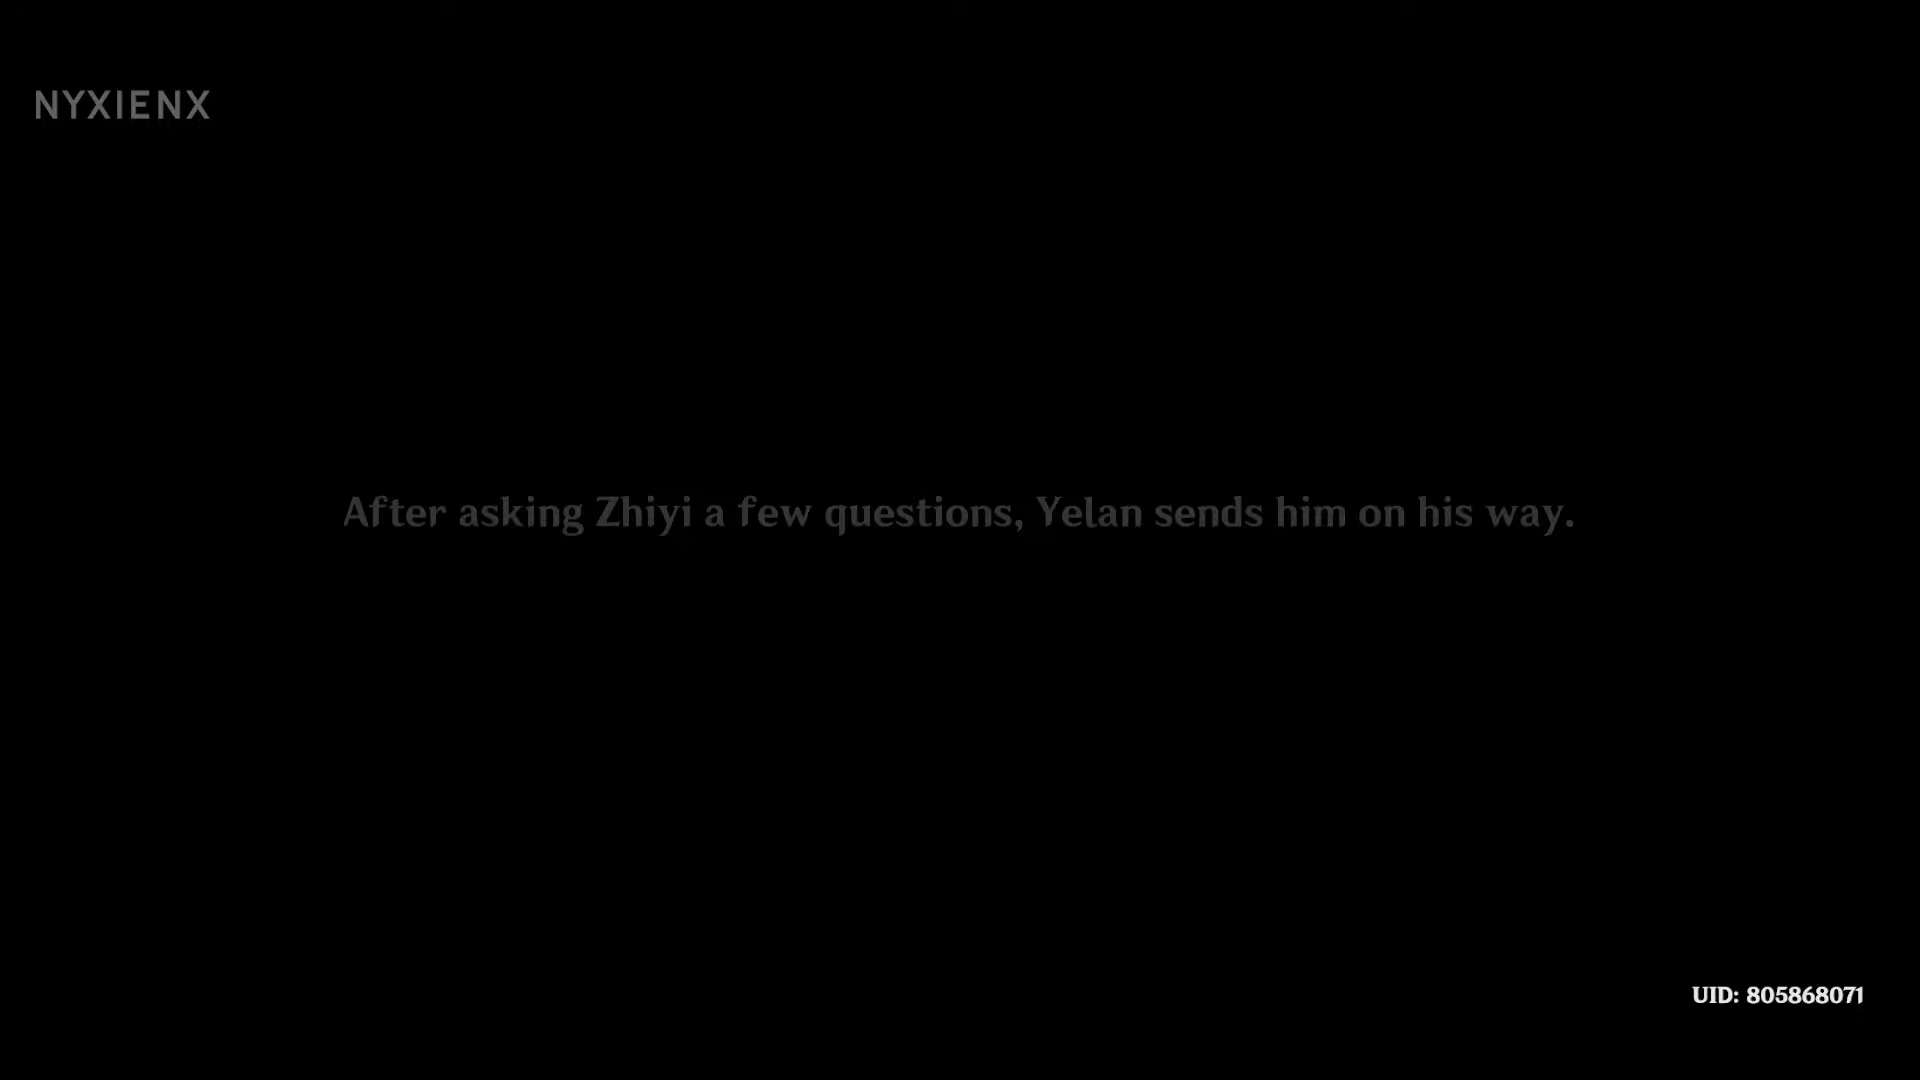 NYXIENX
After asking Zhiyi a few questions, Yelan sends him on his way.
UID: 805868071